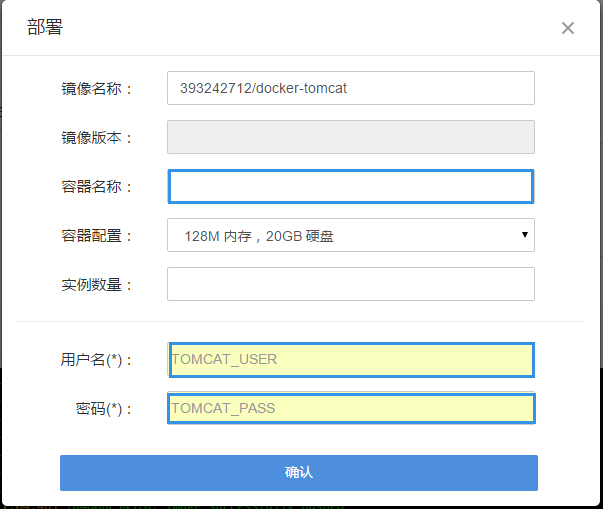 部署
×
镜像名称： 393242712/docker-tomcat
镜像版本：
容器名称：
容器配置： 128M 内存，20GB 硬盘
实例数量：
用户名(*)： TOMCAT_USER
密码(*)： TOMCAT_PASS
确认